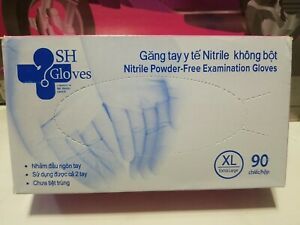 SH
Gloves
Găng tay y tế Nitrile không bột
Nitrile Powder-Free Examination Gloves
- Nhám đầu ngón tay
- Sử dụng được cả 2 tay
- Chưa tiệt trùng
XL
Extra Large
90
chiếc/hộp